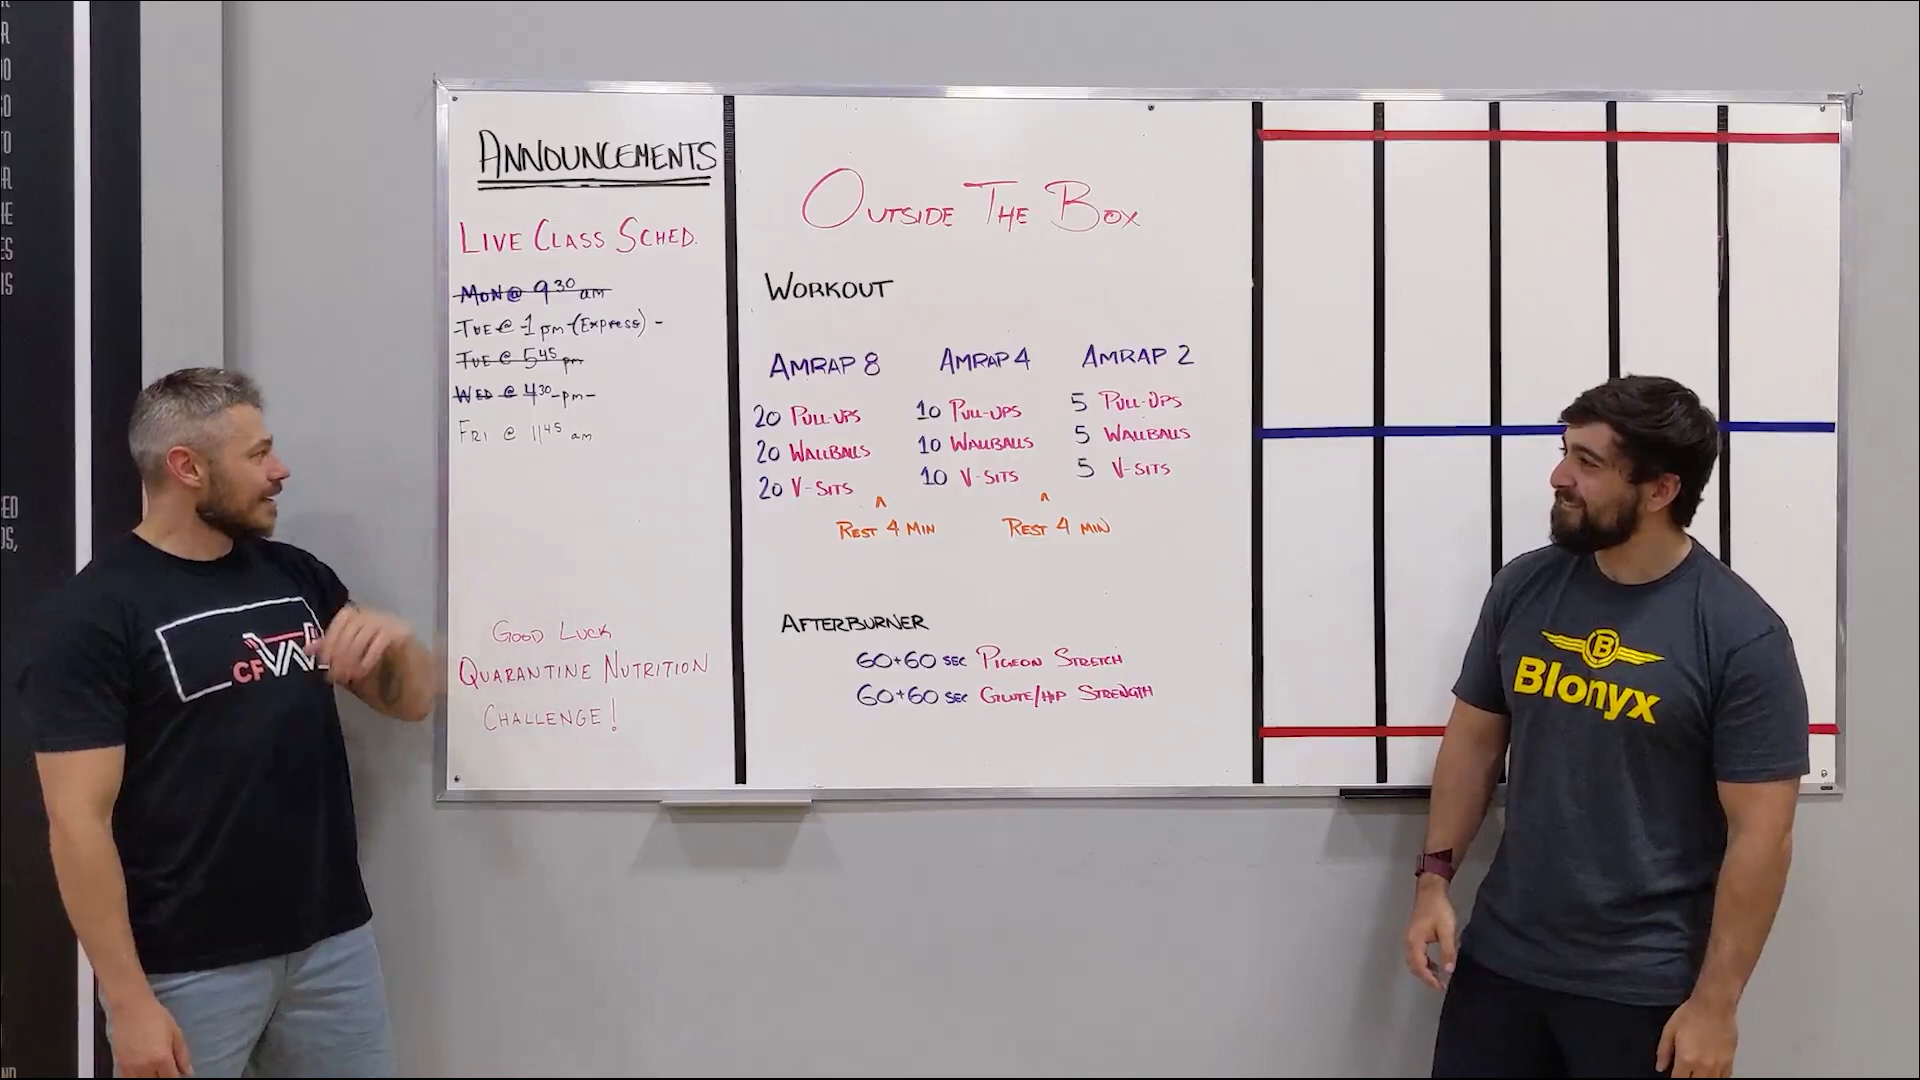 ANNOUNCEMENTS
LIVE CLASS SCHED.
MON @ 9 30 am
TUE @ 1 pm (EXPRESS)
TUE @ 5 45 pm
WED @ 4 30 pm
FRI @ 11 45 am
GOOD LUCK
QUARANTINE NUTRITION
CHALLENGE!
OUTSIDE THE BOX
WORKOUT
AMRAP 8
20 PULL-UPS
20 WALLBALLS
20 V-SITS
REST 4 MIN
AMRAP 4
10 PULL-UPS
10 WALLBALLS
10 V-SITS
REST 4 MIN
AMRAP 2
5 PULL-UPS
5 WALLBALLS
5 V-SITS
AFTERBURNER
60+60 SEC PIGEON STRETCH
60+60 SEC GLUTE/HIP STRENGTH
CF
B
Blonyx